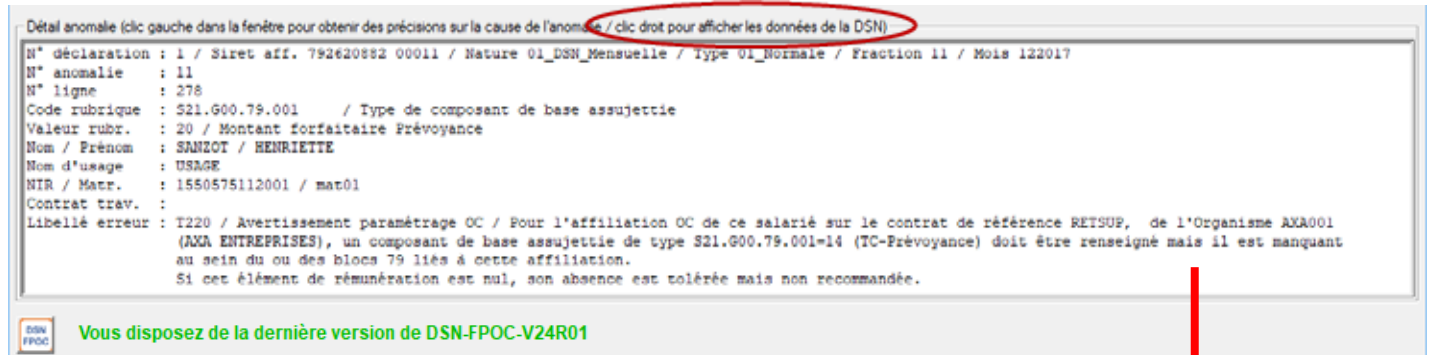 Détail anomalie (clic gauche dans la fenêtre pour obtenir des précisions sur la cause de l'anomalie / clic droit pour afficher les données de la DSN)
N° déclaration : 1 / Siret aff. 792620882 00011 / Nature 01_DSN_Mensuelle / Type 01_Normale / Fraction 11 / Mois 122017
N° anomalie : 11
N° ligne : 278
Code rubrique : S21.G00.79.001 / Type de composant de base assujettie
Valeur rubr. : 20 / Montant forfaitaire Prévoyance
Nom / Prénom : SANZOT / HENRIETTE
Nom d'usage : USAGE
NIR / Matr. : 1550575112001 / mat01
Contrat trav. :
Libellé erreur : T220 / Avertissement paramétrage OC / Pour l'affiliation OC de ce salarié sur le contrat de référence RETSUP, de l'Organisme AXA001
(AXA ENTREPRISES), un composant de base assujettie de type S21.G00.79.001=14 (TC-Prévoyance) doit être renseigné mais il est manquant
au sein du ou des blocs 79 liés á cette affiliation.
Si cet élément de rémunération est nul, son absence est tolérée mais non recommandée.
DSN
FPOC
Vous disposez de la dernière version de DSN-FPOC-V24R01